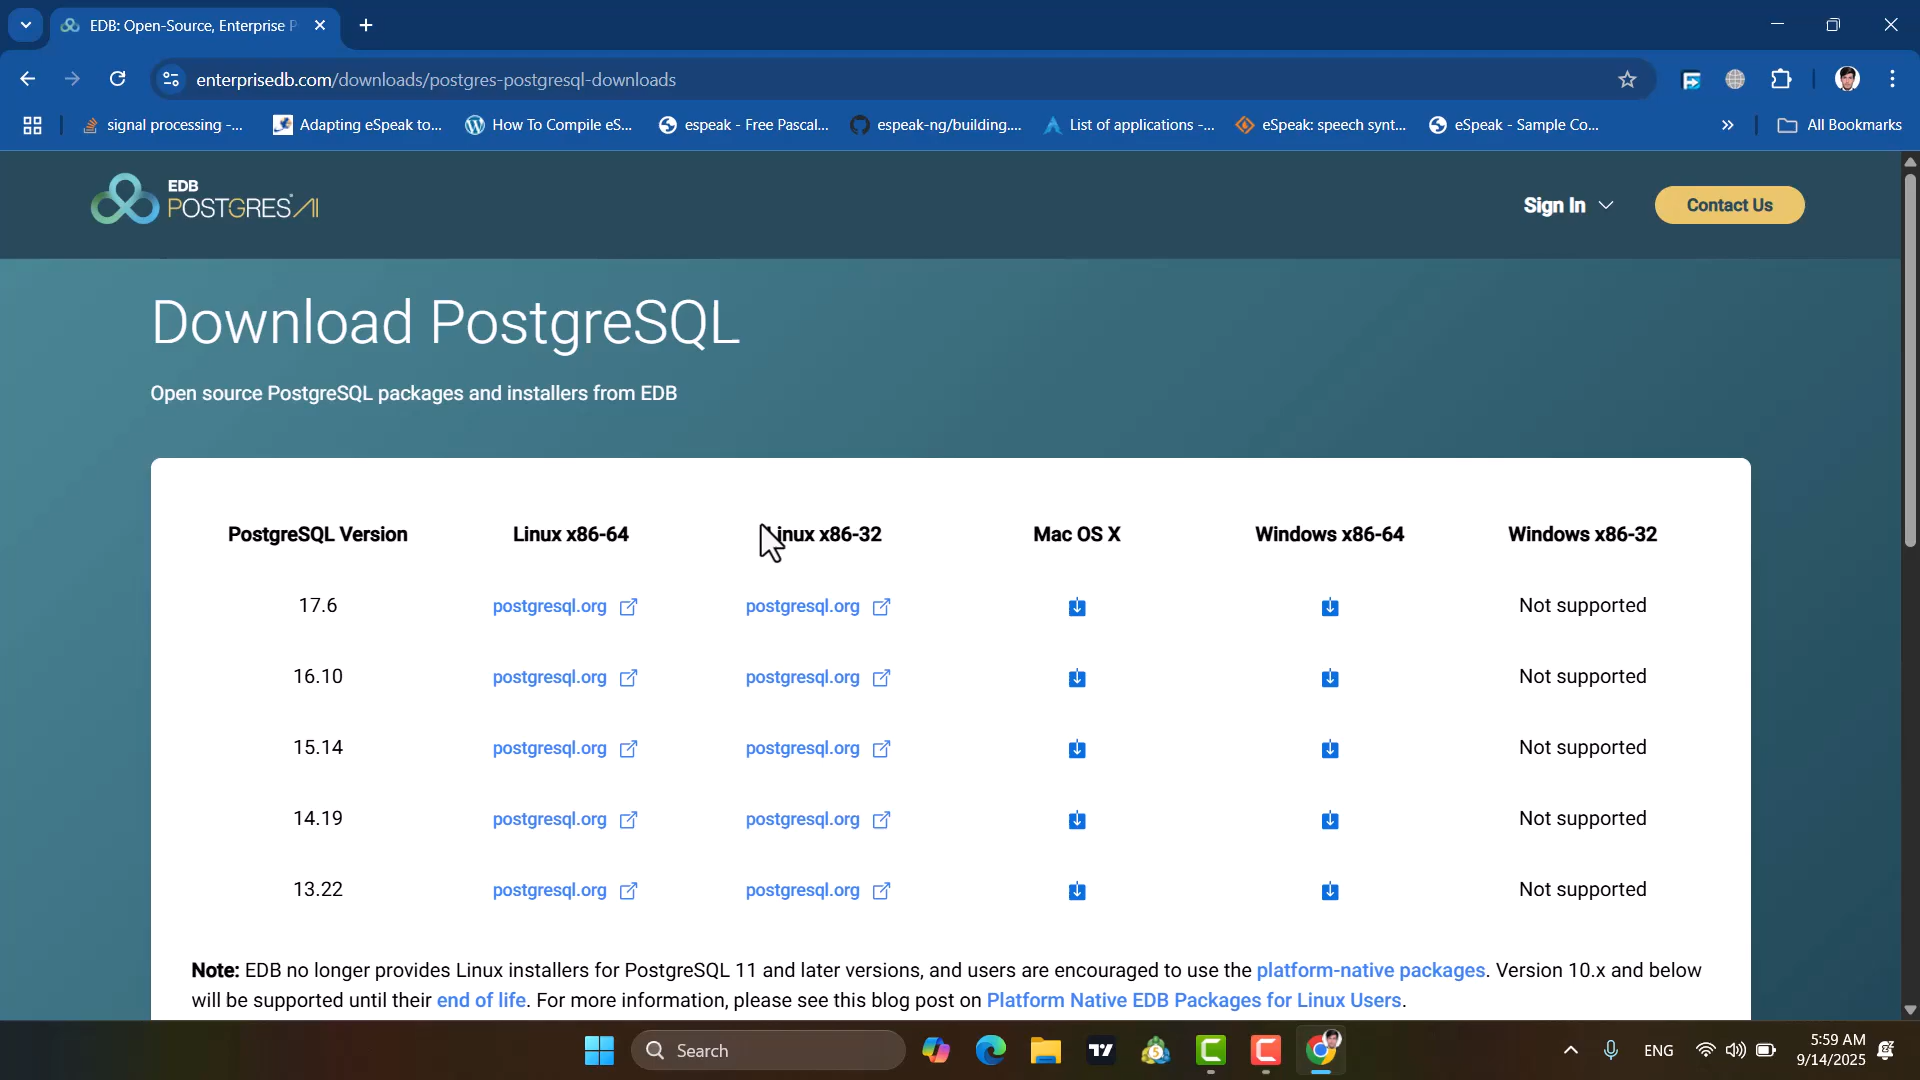 EDB: Open-Source, Enterprise P
enterprisedb.com/downloads/postgres-postgresql-downloads
signal processing -...
Adapting eSpeak to...
How To Compile eS...
espeak - Free Pascal...
espeak-ng/building....
List of applications -...
eSpeak: speech synt...
eSpeak - Sample Co...
All Bookmarks
EDB
POSTGRES AI
Sign In
Contact Us
Download PostgreSQL
Open source PostgreSQL packages and installers from EDB
PostgreSQL Version Linux x86-64 Linux x86-32 Mac OS X Windows x86-64 Windows x86-32
17.6 postgresql.org postgresql.org Not supported
16.10 postgresql.org postgresql.org Not supported
15.14 postgresql.org postgresql.org Not supported
14.19 postgresql.org postgresql.org Not supported
13.22 postgresql.org postgresql.org Not supported
Note: EDB no longer provides Linux installers for PostgreSQL 11 and later versions, and users are encouraged to use the platform-native packages. Version 10.x and below
will be supported until their end of life. For more information, please see this blog post on Platform Native EDB Packages for Linux Users.
Search
ENG
5:59 AM
9/14/2025